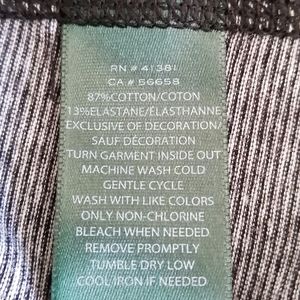 RN # 41381
CA # 56658
87%COTTON/COTON
13%ELASTANE/ÉLASTHANNE
EXCLUSIVE OF DECORATION/
SAUF DÉCORATION
TURN GARMENT INSIDE OUT
MACHINE WASH COLD
GENTLE CYCLE
WASH WITH LIKE COLORS
ONLY NON-CHLORINE
BLEACH WHEN NEEDED
REMOVE PROMPTLY
TUMBLE DRY LOW
COOL IRON IF NEEDED